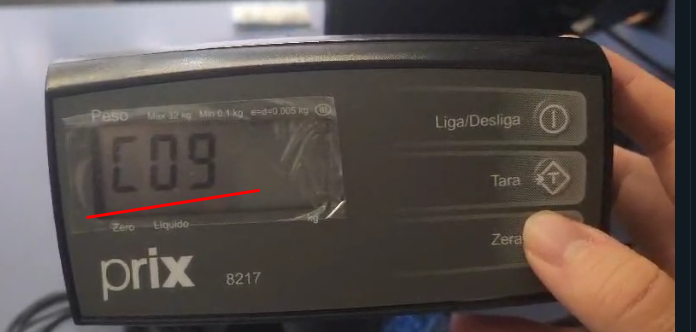 Peso Max 32 kg Min 0.1 kg e=d=0.005 kg
C09
Zero Líquido kg
prix 8217
Liga/Desliga
Tara T
Zera